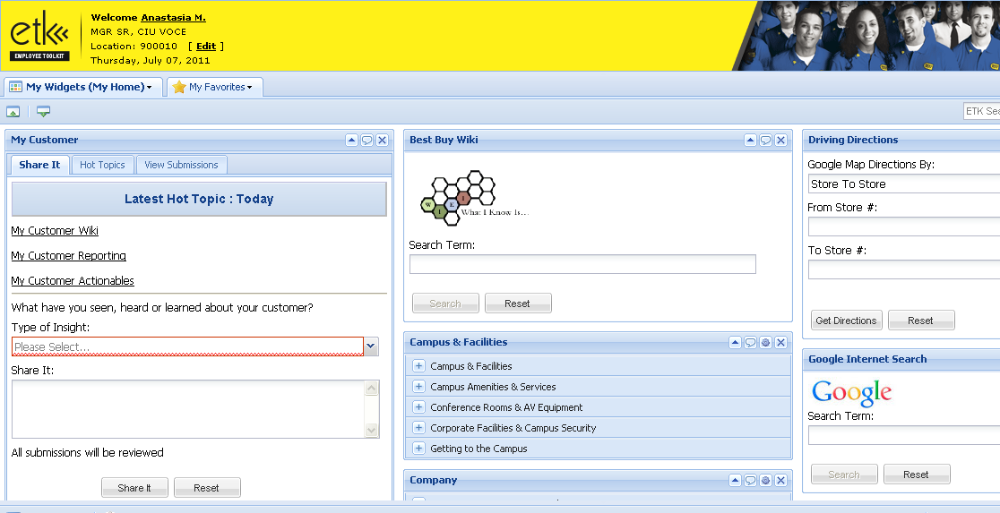 etk
EMPLOYEE TOOLKIT
Welcome Anastasia M.
MGR SR, CIU VOCE
Location: 900010 [ Edit ]
Thursday, July 07, 2011
My Widgets (My Home)
My Favorites
ETK Sea
My Customer
Share It
Hot Topics
View Submissions
Latest Hot Topic : Today
My Customer Wiki
My Customer Reporting
My Customer Actionables
What have you seen, heard or learned about your customer?
Type of Insight:
Please Select...
Share It:
All submissions will be reviewed
Share It
Reset
Best Buy Wiki
W I K I
What I Know Is...
Search Term:
Search
Reset
Campus & Facilities
Campus & Facilities
Campus Amenities & Services
Conference Rooms & AV Equipment
Corporate Facilities & Campus Security
Getting to the Campus
Company
Driving Directions
Google Map Directions By:
Store To Store
From Store #:
To Store #:
Get Directions
Reset
Google Internet Search
Google
Search Term:
Search
Reset